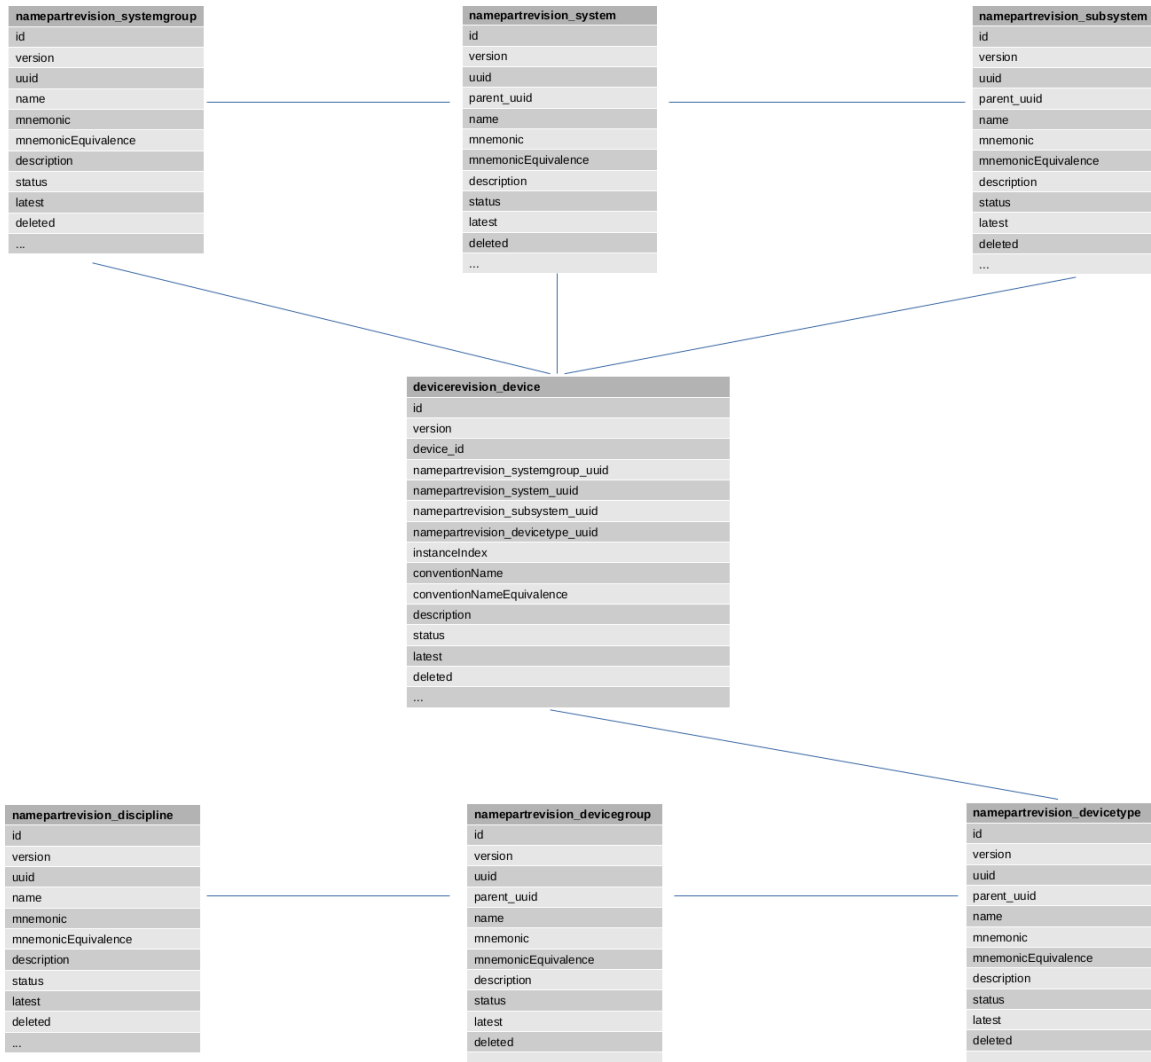 namepartrevision_systemgroup
id
version
uuid
name
mnemonic
mnemonicEquivalence
description
status
latest
deleted
...
namepartrevision_system
id
version
uuid
parent_uuid
name
mnemonic
mnemonicEquivalence
description
status
latest
deleted
...
namepartrevision_subsystem
id
version
uuid
parent_uuid
name
mnemonic
mnemonicEquivalence
description
status
latest
deleted
...
devicerevision_device
id
version
device_id
namepartrevision_systemgroup_uuid
namepartrevision_system_uuid
namepartrevision_subsystem_uuid
namepartrevision_devicetype_uuid
instanceIndex
conventionName
conventionNameEquivalence
description
status
latest
deleted
...
namepartrevision_discipline
id
version
uuid
name
mnemonic
mnemonicEquivalence
description
status
latest
deleted
...
namepartrevision_devicegroup
id
version
uuid
parent_uuid
name
mnemonic
mnemonicEquivalence
description
status
latest
deleted
namepartrevision_devicetype
id
version
uuid
parent_uuid
name
mnemonic
mnemonicEquivalence
description
status
latest
deleted